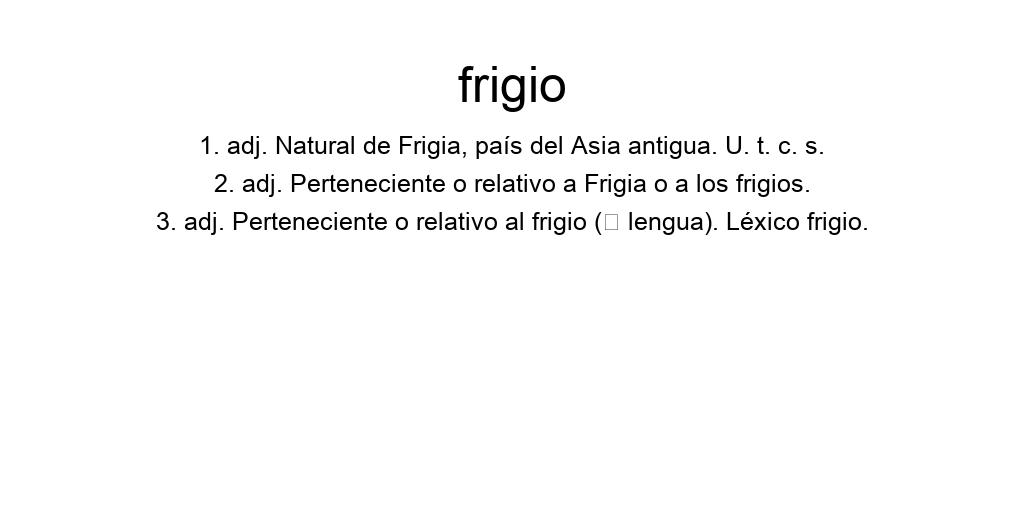 frigio
1. adj. Natural de Frigia, país del Asia antigua. U. t. c. s.
2. adj. Perteneciente o relativo a Frigia o a los frigios.
3. adj. Perteneciente o relativo al frigio (□ lengua). Léxico frigio.